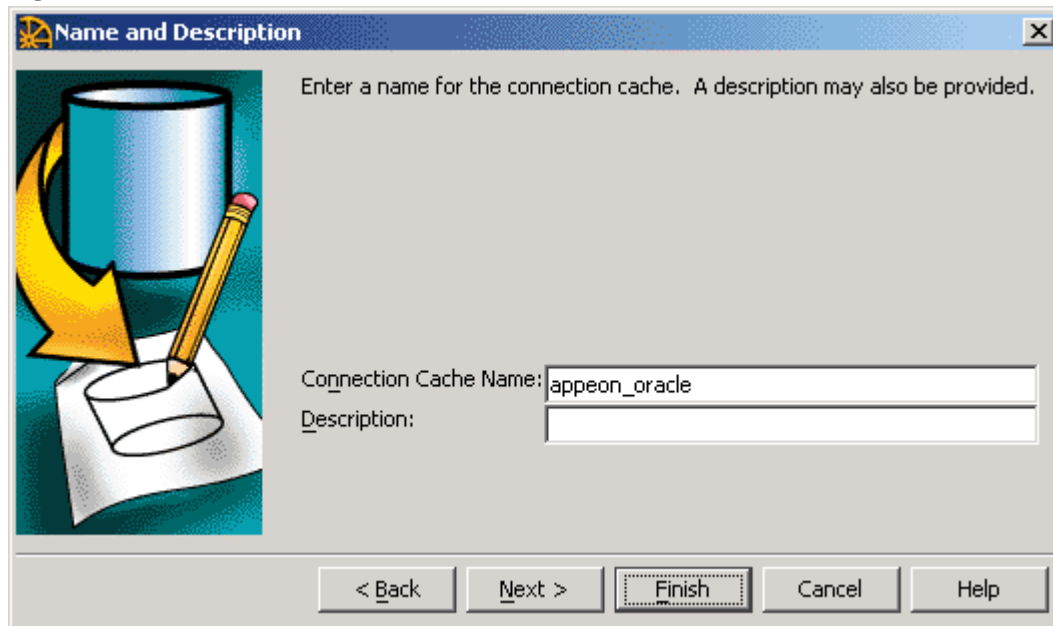 Name and Description
Enter a name for the connection cache. A description may also be provided.
Connection Cache Name: appeon_oracle
Description:
< Back Next > Finish Cancel Help